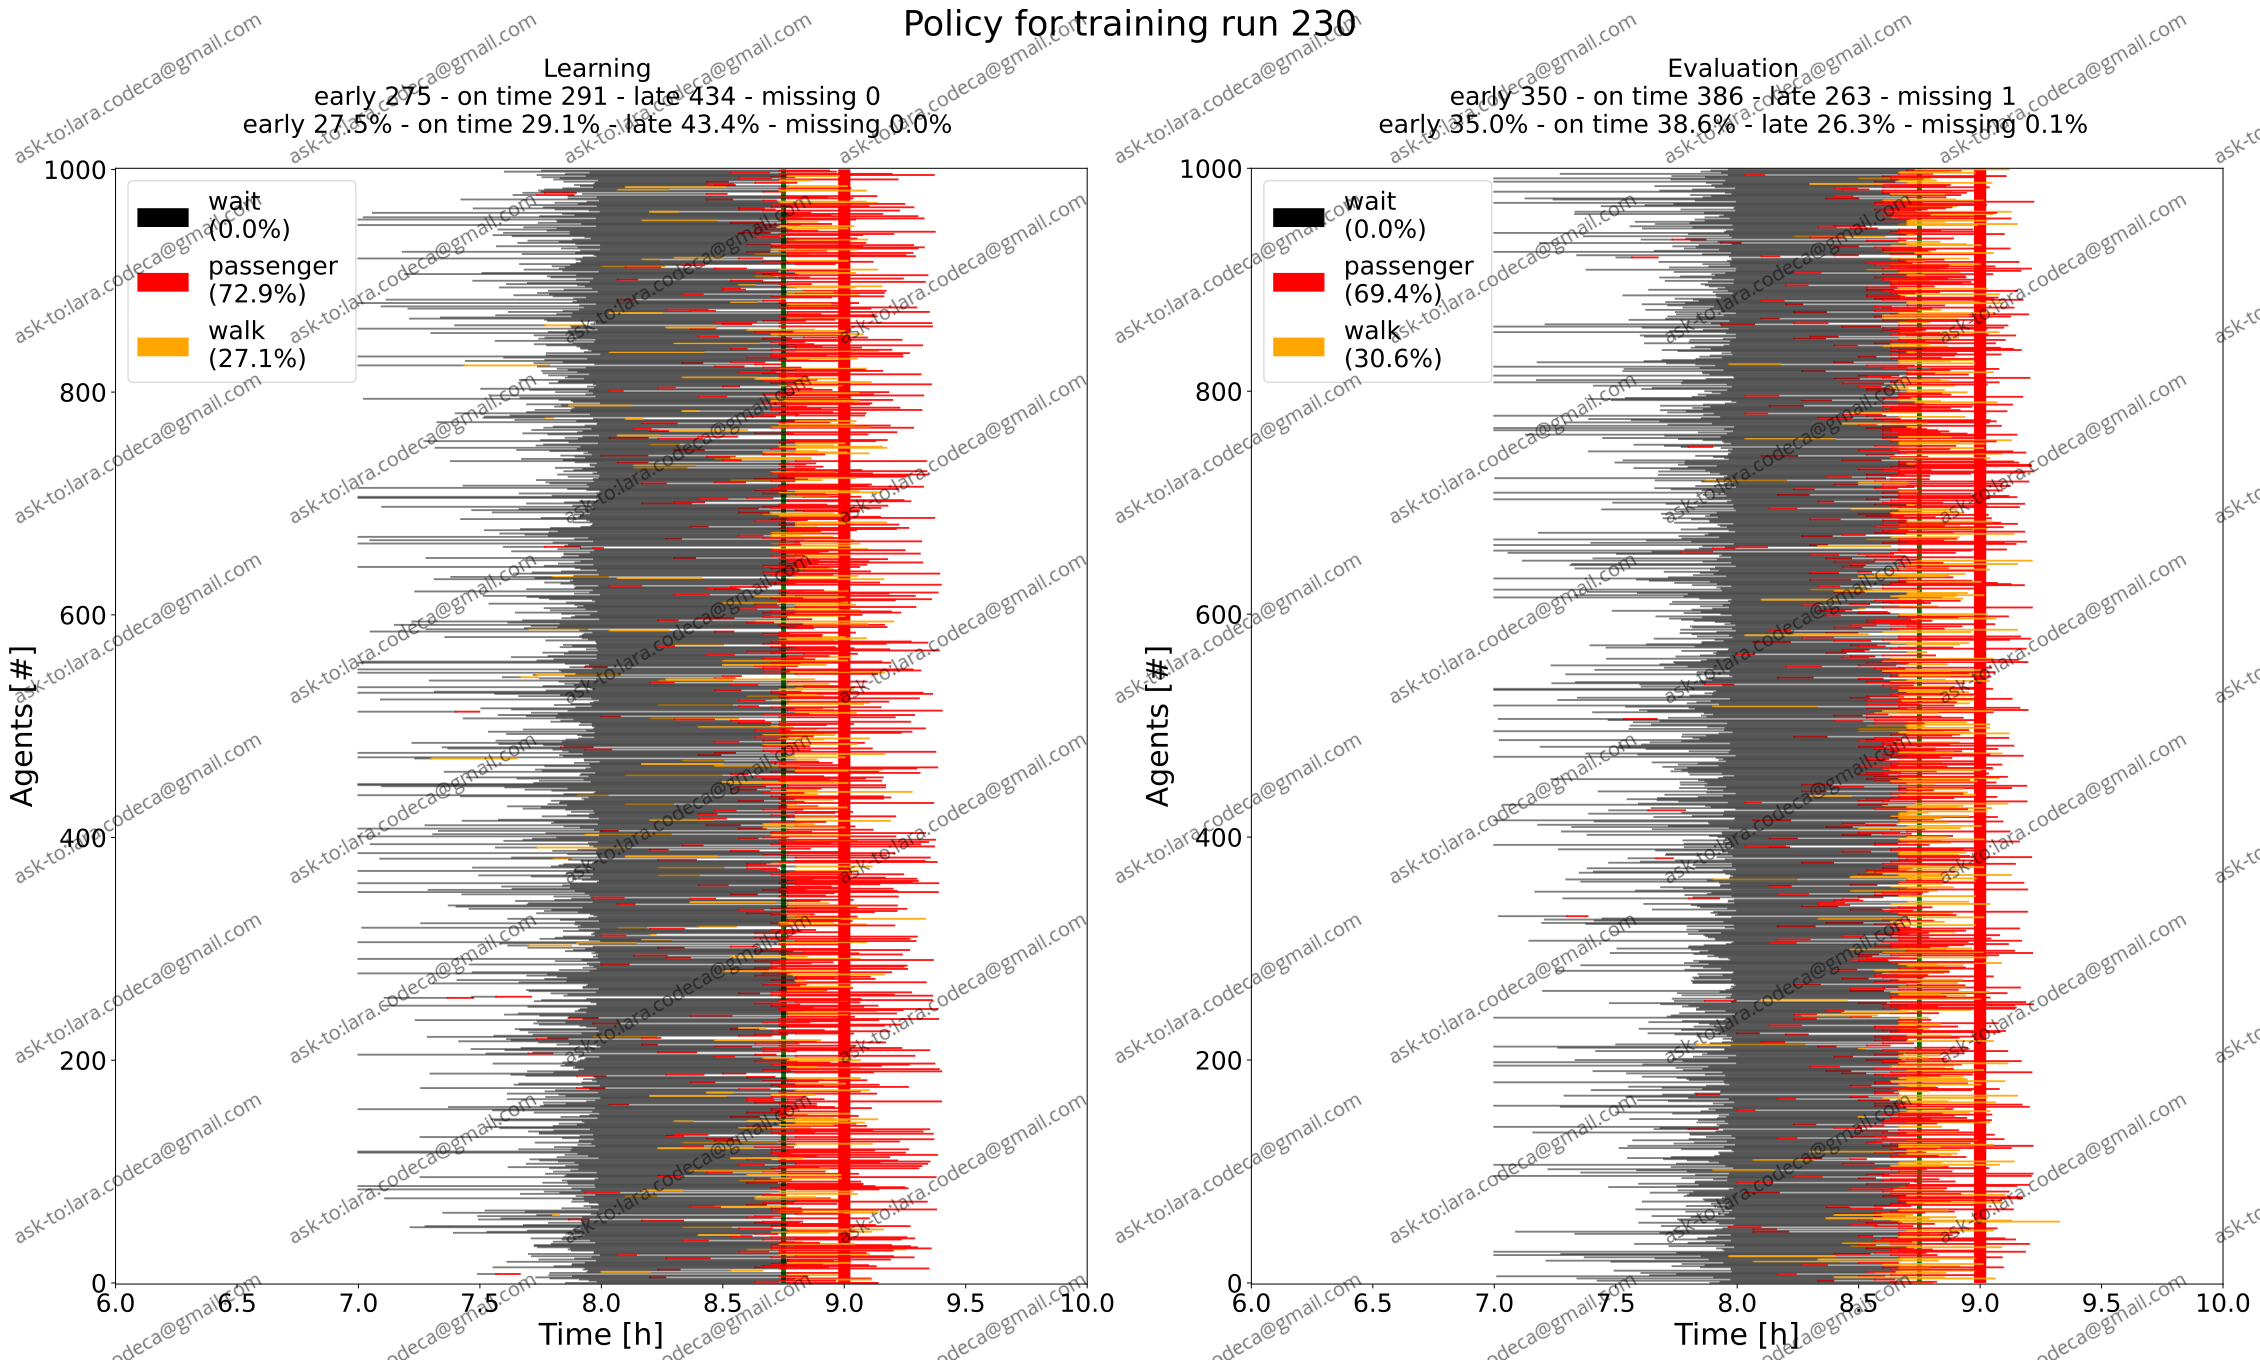 Policy for training run 230
Learning
early 275 - on time 291 - late 434 - missing 0
early 27.5% - on time 29.1% - late 43.4% - missing 0.0%
1000
800
600
400
200
0
Agents [#]
wait
(0.0%)
passenger
(72.9%)
walk
(27.1%)
6.0 6.5 7.0 7.5 8.0 8.5 9.0 9.5 10.0
Time [h]
Evaluation
early 350 - on time 386 - late 263 - missing 1
early 35.0% - on time 38.6% - late 26.3% - missing 0.1%
1000
800
600
400
200
0
Agents [#]
wait
(0.0%)
passenger
(69.4%)
walk
(30.6%)
6.0 6.5 7.0 7.5 8.0 8.5 9.0 9.5 10.0
Time [h]
ask-to:lara.codeca@gmail.com